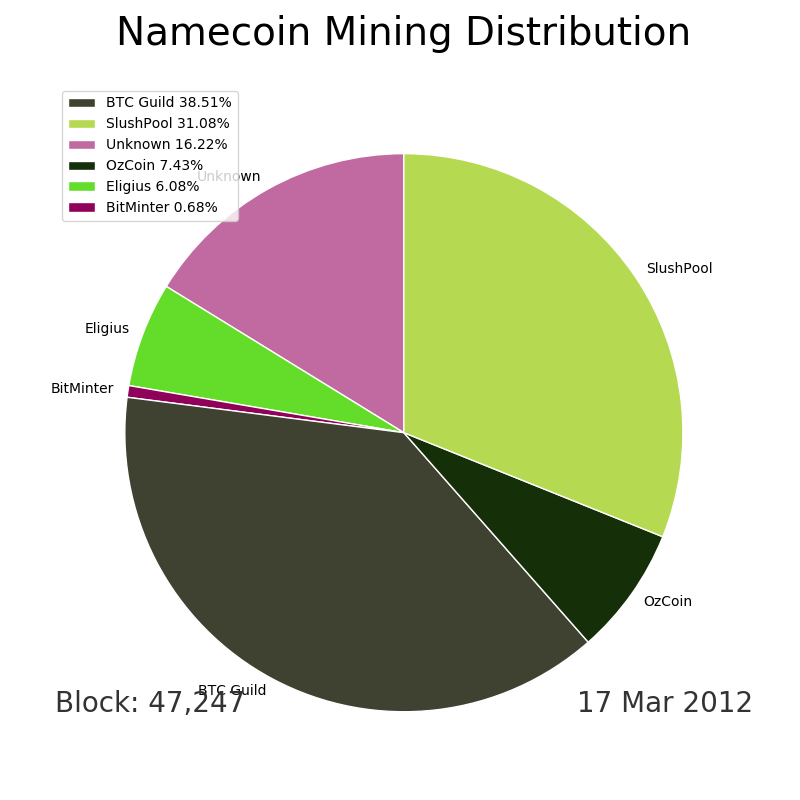 Namecoin Mining Distribution
BTC Guild 38.51%
SlushPool 31.08%
Unknown 16.22%
OzCoin 7.43%
Eligius 6.08%
BitMinter 0.68%
Unknown
SlushPool
Eligius
BitMinter
OzCoin
BTC Guild
Block: 47,247
17 Mar 2012